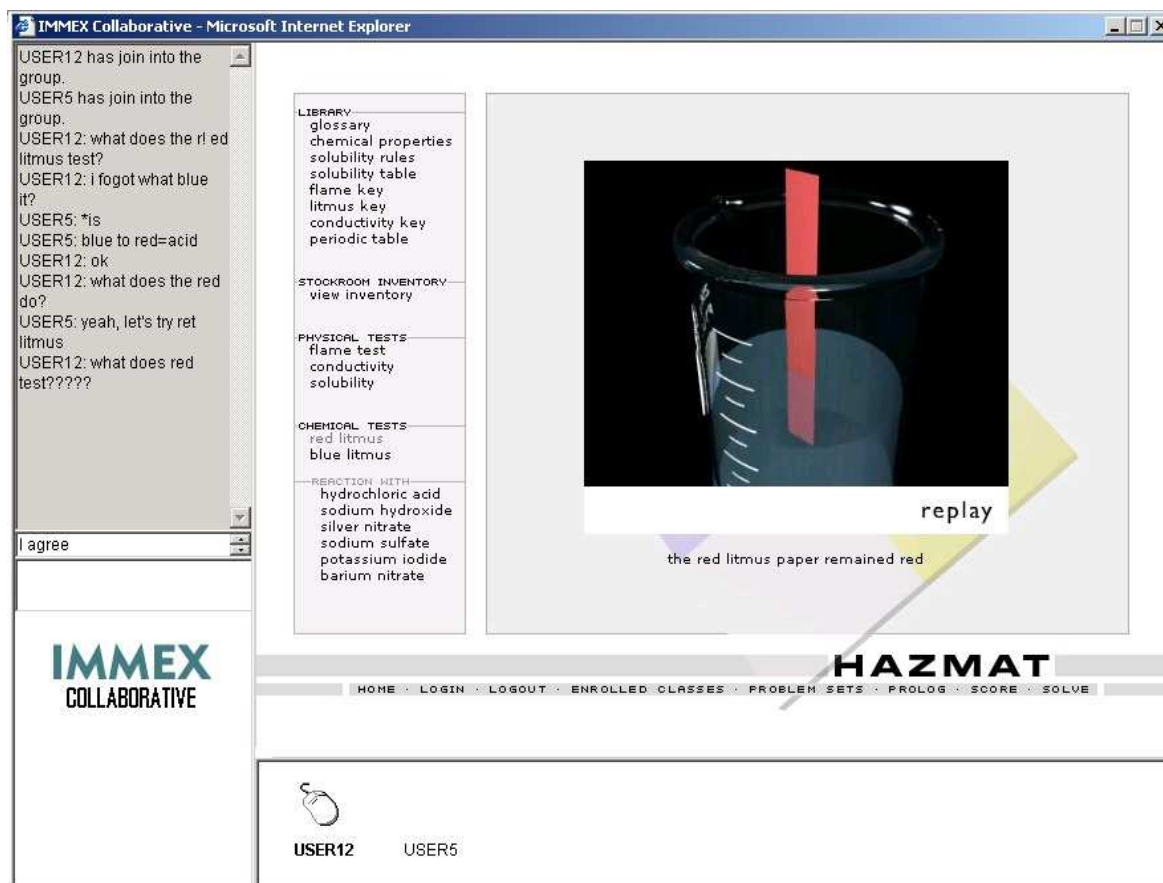 IMMEX Collaborative - Microsoft Internet Explorer
USER12 has join into the
group.
USER5 has join into the
group.
USER12: what does the r! ed
litmus test?
USER12: i fogot what blue
it?
USER5: *is
USER5: blue to red=acid
USER12: ok
USER12: what does the red
do?
USER5: yeah, let's try ret
litmus
USER12: what does red
test?????
I agree
IMMEX
COLLABORATIVE
LIBRARY
glossary
chemical properties
solubility rules
solubility table
flame key
litmus key
conductivity key
periodic table
STOCKROOM INVENTORY
view inventory
PHYSICAL TESTS
flame test
conductivity
solubility
CHEMICAL TESTS
red litmus
blue litmus
REACTION WITH
hydrochloric acid
sodium hydroxide
silver nitrate
sodium sulfate
potassium iodide
barium nitrate
replay
the red litmus paper remained red
HAZMAT
HOME · LOGIN · LOGOUT · ENROLLED CLASSES · PROBLEM SETS · PROLOG · SCORE · SOLVE
USER12 USER5